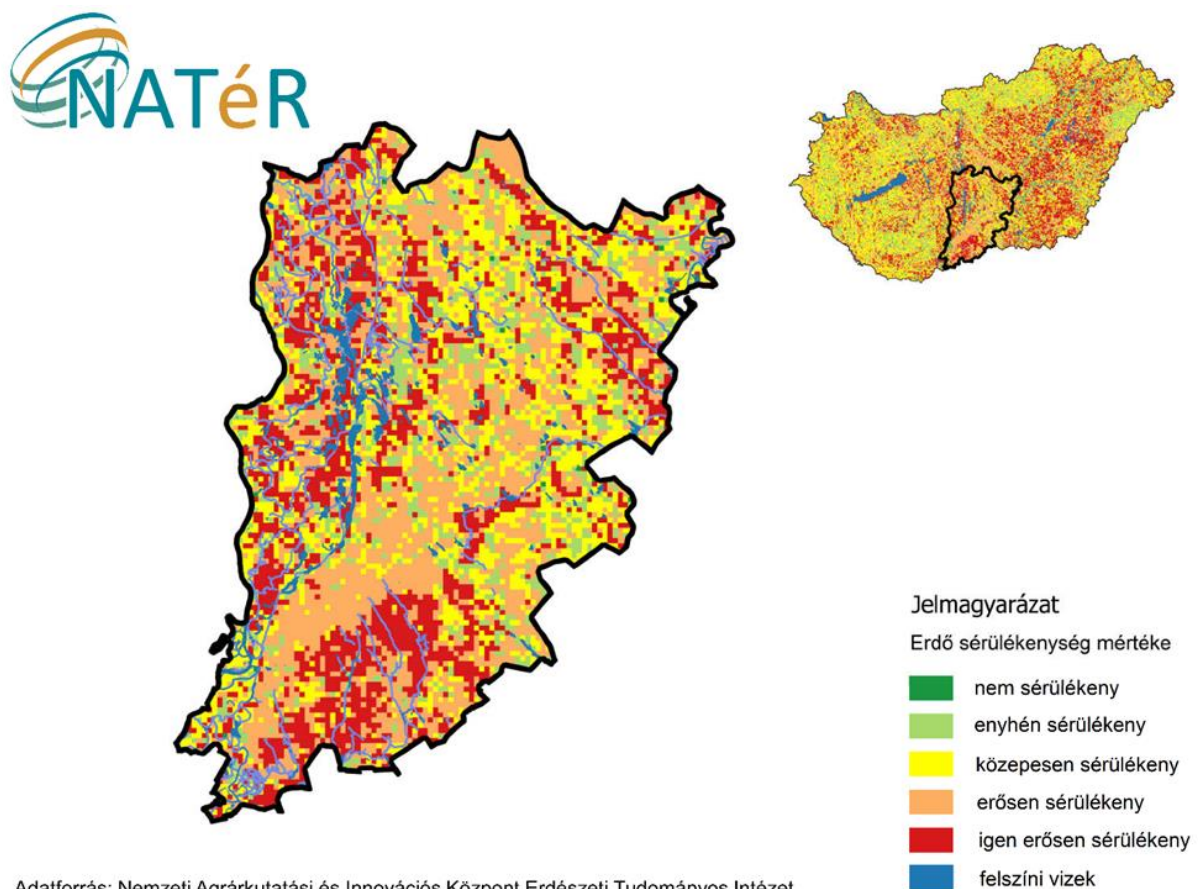 NATéR
Jelmagyarázat
Erdő sérülékenység mértéke
nem sérülékeny
enyhén sérülékeny
közepesen sérülékeny
erősen sérülékeny
igen erősen sérülékeny
felszíni vizek
Adatforrás: Nemzeti Agrárkutatási és Innovációs Központ Erdészeti Tudományos Intézet